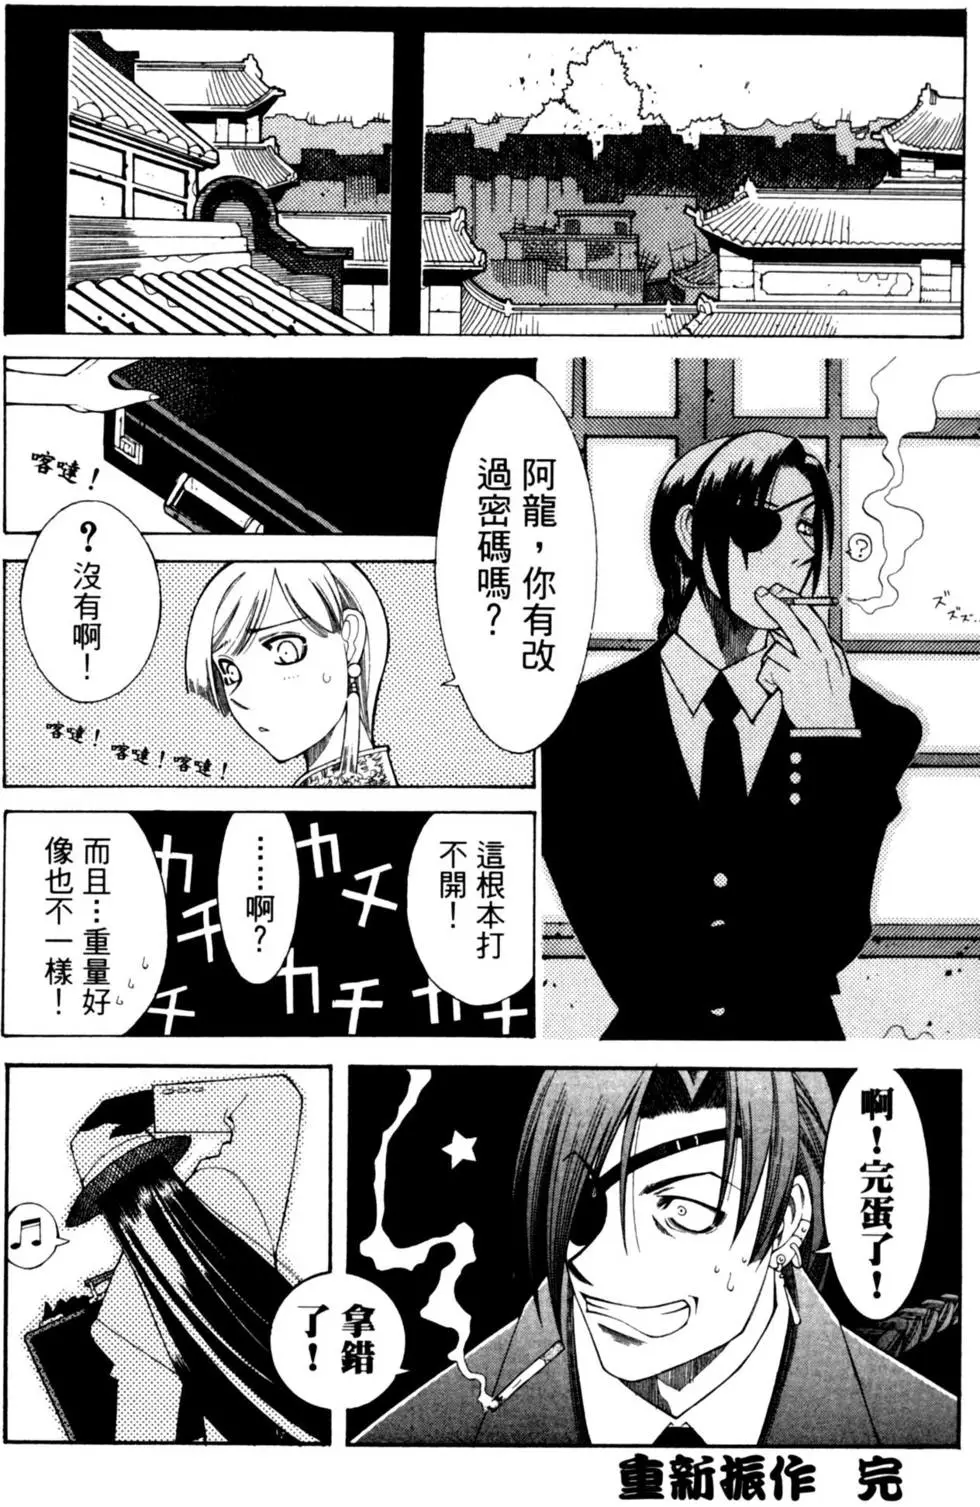 阿龍，你有改
過密碼嗎？
?
ズ
ズズ…
喀噠！
？沒有啊！
喀噠！喀噠！喀噠！
這根本打
不開！
……啊？
而且…重量好
像也不一樣！
カチ
カチ
カチ
カチ
啊！完蛋了！
拿錯
了！
重新振作　完